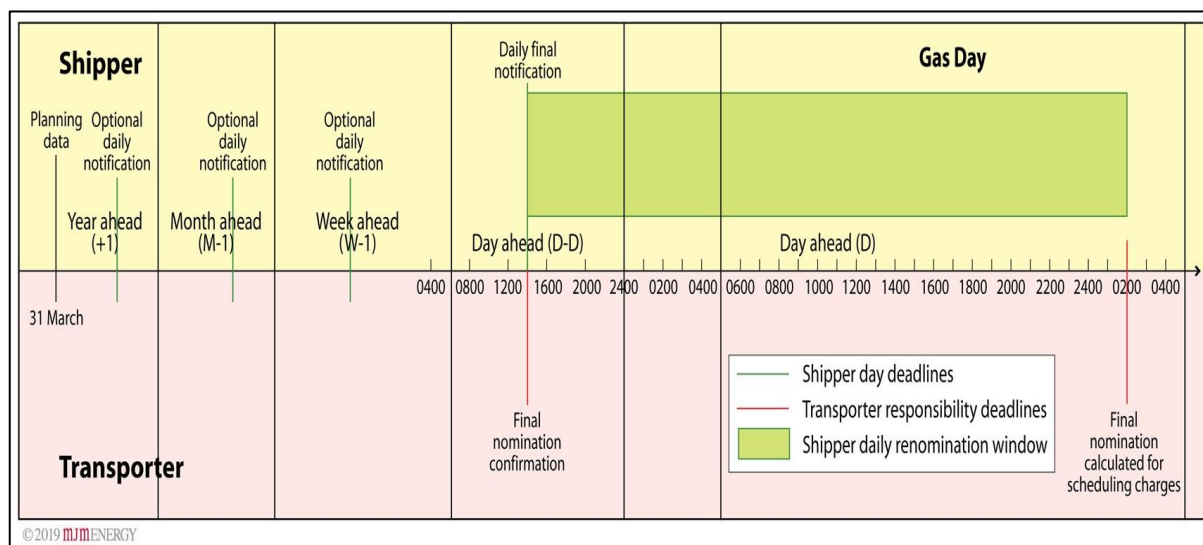 Shipper
Daily final
notification
Gas Day
Planning
data
Optional
daily
notification
Optional
daily
notification
Optional
daily
notification
Year ahead
(+1)
Month ahead
(M-1)
Week ahead
(W-1)
Day ahead (D-D)
Day ahead (D)
0400 0800 1200 1600 2000 2400 0200 0400 0600 0800 1000 1200 1400 1600 1800 2000 2200 2400 0200 0400
31 March
Shipper day deadlines
Transporter responsibility deadlines
Shipper daily renomination window
Final
nomination
confirmation
Final
nomination
calculated for
scheduling charges
Transporter
©2019 MJMENERGY